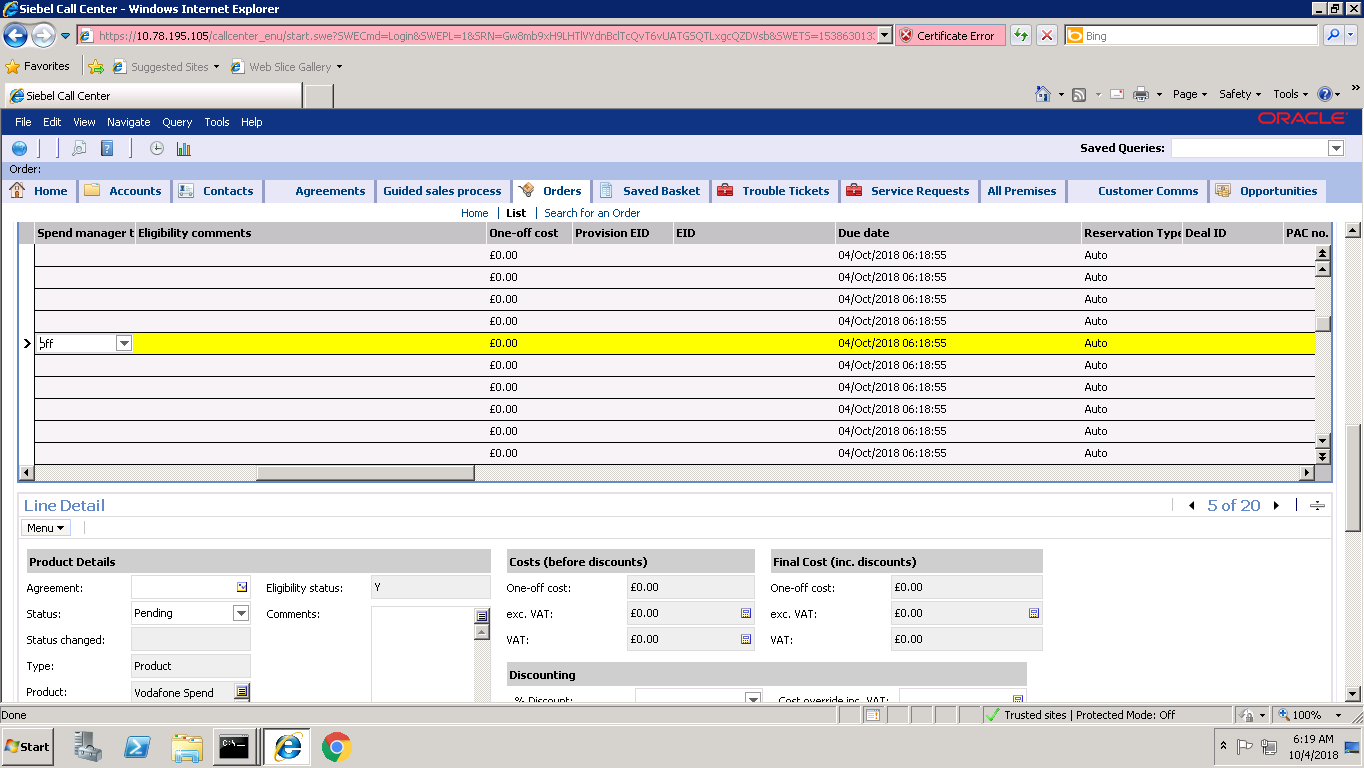 Siebel Call Center - Windows Internet Explorer
https://10.78.195.105/callcenter_enu/start.swe?SWECmd=Login&SWEPL=1&SRN= Certificate Error Bing
Favorites Suggested Sites Web Slice Gallery
Siebel Call Center Page Safety Tools
File Edit View Navigate Query Tools Help ORACLE
Saved Queries:
Order:
Home Accounts Contacts Agreements Guided sales process Orders Saved Basket Trouble Tickets Service Requests All Premises Customer Comms Opportunities
Home List Search for an Order
Spend manager t Eligibility comments One-off cost Provision EID EID Due date Reservation Type Deal ID PAC no.
£0.00 04/Oct/2018 06:18:55 Auto
£0.00 04/Oct/2018 06:18:55 Auto
£0.00 04/Oct/2018 06:18:55 Auto
£0.00 04/Oct/2018 06:18:55 Auto
£0.00 04/Oct/2018 06:18:55 Auto
£0.00 04/Oct/2018 06:18:55 Auto
£0.00 04/Oct/2018 06:18:55 Auto
£0.00 04/Oct/2018 06:18:55 Auto
£0.00 04/Oct/2018 06:18:55 Auto
£0.00 04/Oct/2018 06:18:55 Auto
Line Detail 5 of 20
Menu
Product Details Costs (before discounts) Final Cost (inc. discounts)
Agreement: Eligibility status: Y One-off cost: £0.00 One-off cost: £0.00
Status: Pending Comments: exc. VAT: £0.00 exc. VAT: £0.00
Status changed: VAT: £0.00 VAT: £0.00
Type: Product
Discounting
Product: Vodafone Spend % Discount: Cost override inc. VAT:
Done Trusted sites | Protected Mode: Off 100%
Start 6:19 AM
10/4/2018